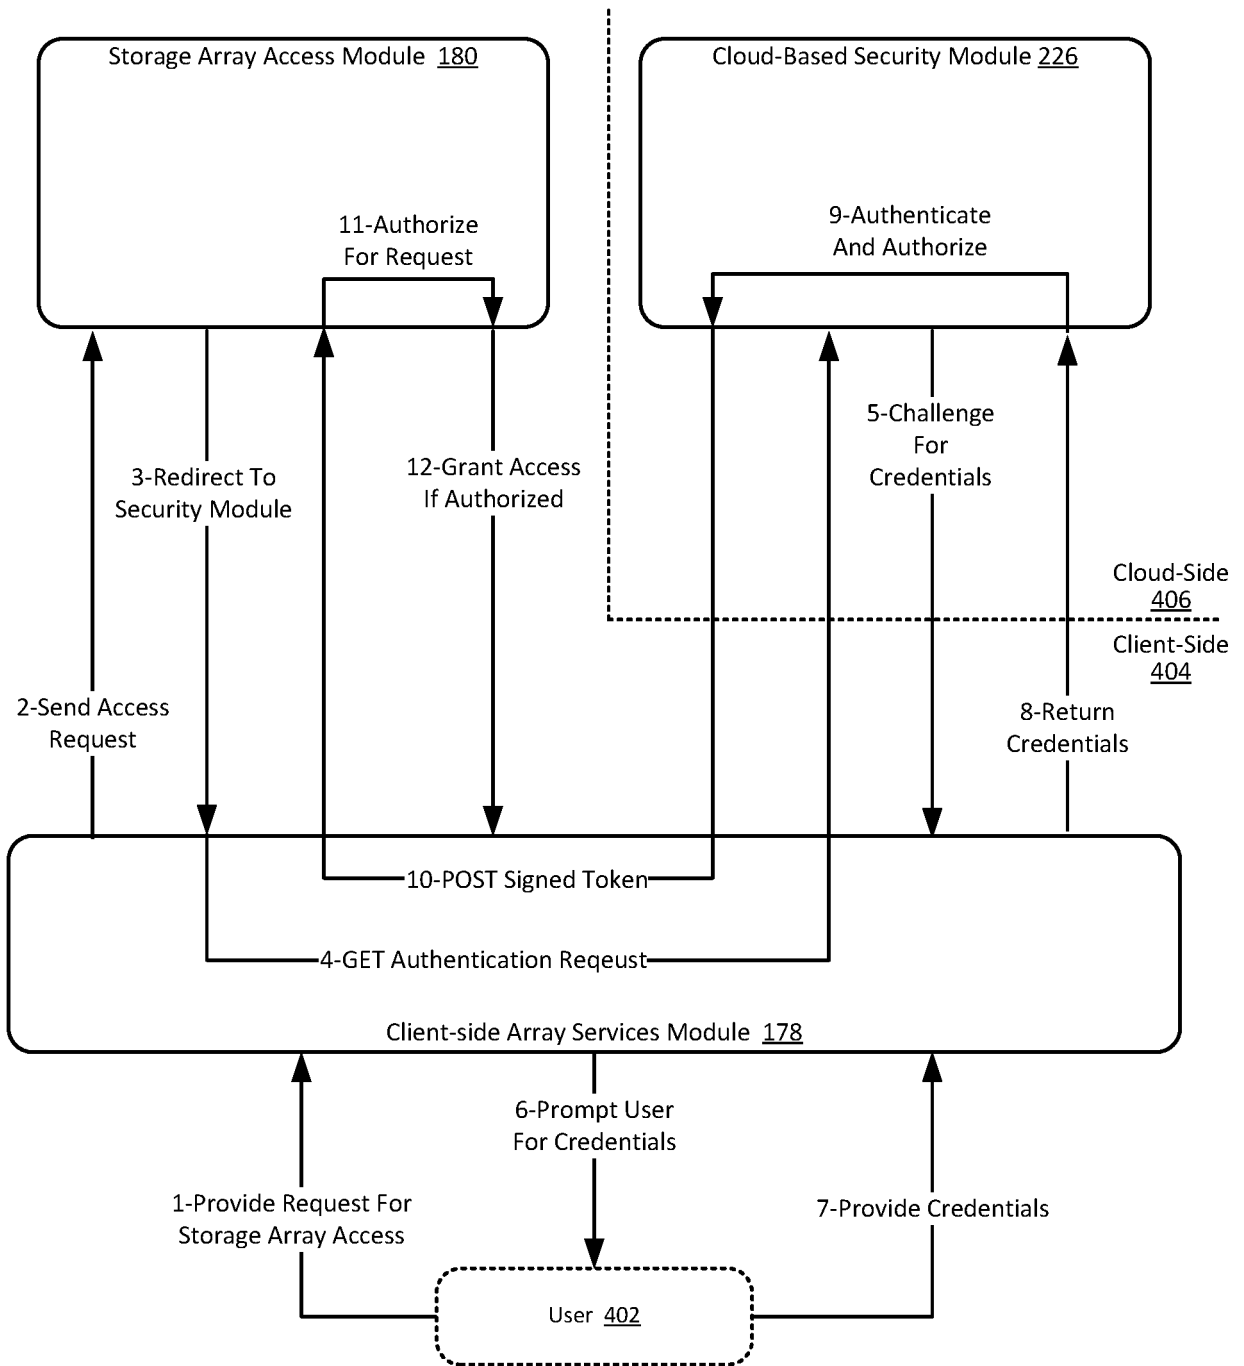 Storage Array Access Module 180
Cloud-Based Security Module 226
11-Authorize
For Request
9-Authenticate
And Authorize
5-Challenge
For
Credentials
3-Redirect To
Security Module
12-Grant Access
If Authorized
Cloud-Side
406
Client-Side
404
2-Send Access
Request
8-Return
Credentials
10-POST Signed Token
4-GET Authentication Reqeust
Client-side Array Services Module 178
6-Prompt User
For Credentials
1-Provide Request For
Storage Array Access
7-Provide Credentials
User 402